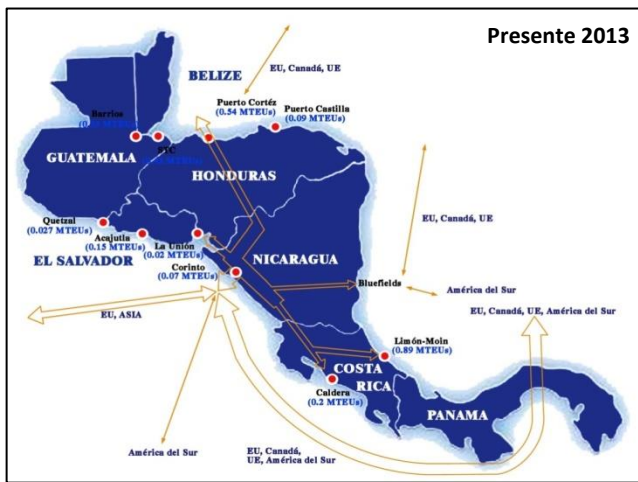 Presente 2013
EU, Canadá, UE
BELIZE
Puerto Cortéz
(0.54 MTEUs)
Puerto Castilla
(0.09 MTEUs)
Barrios
STC
GUATEMALA
HONDURAS
Quetzal
(0.027 MTEUs)
Acajutia
(0.15 MTEUs)
La Unión
(0.02 MTEUs)
EL SALVADOR
Corinto
(0.07 MTEUs)
NICARAGUA
EU, Canadá, UE
Bluefields
América del Sur
EU, ASIA
EU, Canadá, UE, América del Sur
Limón-Moin
(0.89 MTEUs)
COSTA
RICA
Caldera
(0.2 MTEUs)
PANAMA
América del Sur
EU, Canadá,
UE, América del Sur